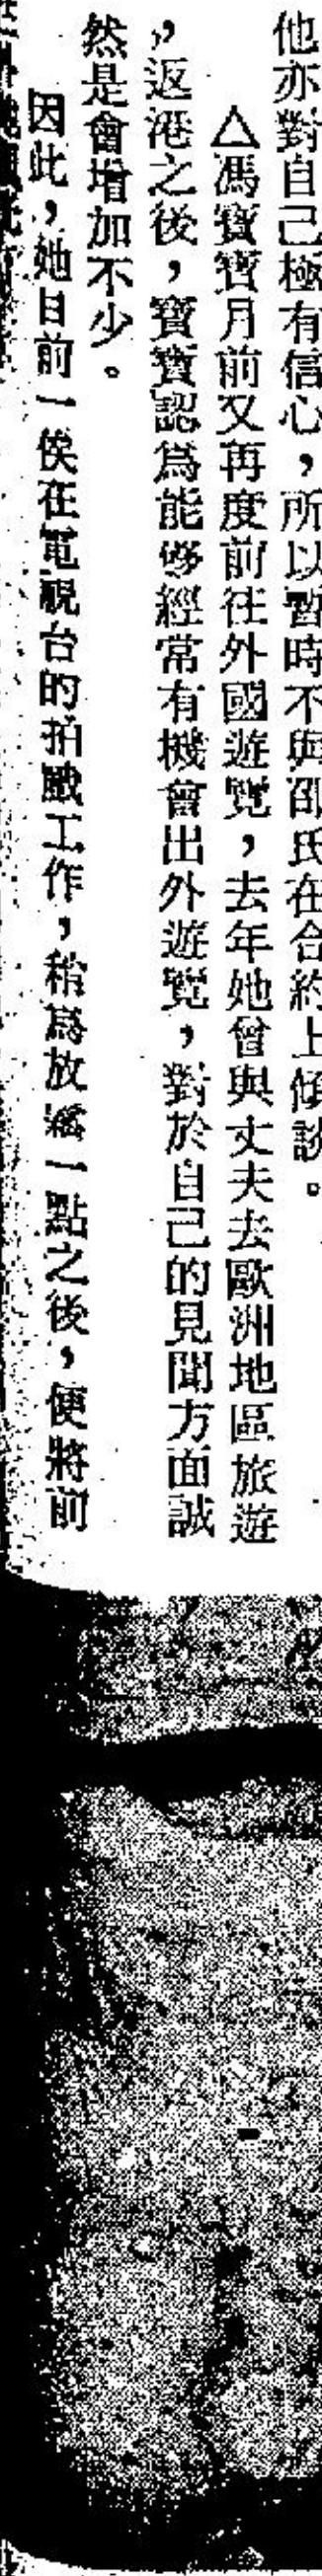 他亦對自己極有信心，所以暫時不與邵氏在合約上傾談。
△馮寶寶月前又再度前往外國遊覽，去年她曾與丈夫去歐洲地區旅遊
，返港之後，寶寶認爲能够經常有機會出外遊覽，對於自己的見聞方面誠
然是會增加不少。
因此，她目前一俟在電視台的拍戲工作，稍爲放鬆一點之後，便將前